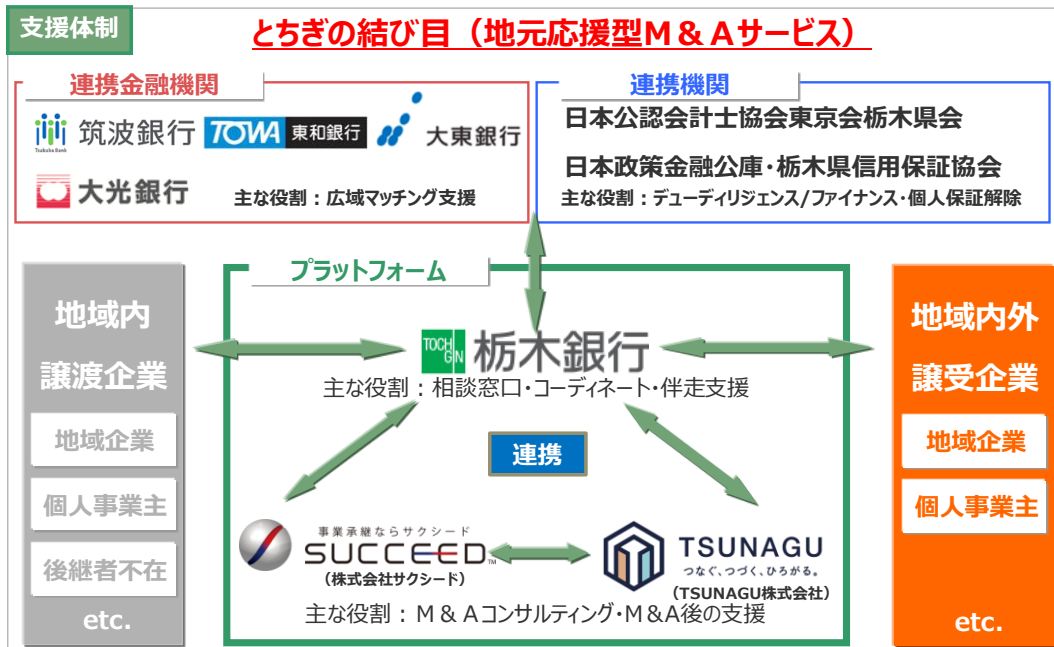 支援体制
とちぎの結び目（地元応援型M＆Aサービス）
連携金融機関
筑波銀行
Tsukuba Bank
TOWA 東和銀行
大東銀行
大光銀行
主な役割：広域マッチング支援
連携機関
日本公認会計士協会東京会栃木県会
日本政策金融公庫・栃木県信用保証協会
主な役割：デューディリジェンス/ファイナンス・個人保証解除
地域内
譲渡企業
地域企業
個人事業主
後継者不在
etc.
プラットフォーム
TOCHGIN 栃木銀行
主な役割：相談窓口・コーディネート・伴走支援
連携
事業承継ならサクシード
SUCCEED™
（株式会社サクシード）
TSUNAGU
つなぐ、つづく、ひろがる。
（TSUNAGU株式会社）
主な役割：M＆Aコンサルティング・M&A後の支援
地域内外
譲受企業
地域企業
個人事業主
etc.